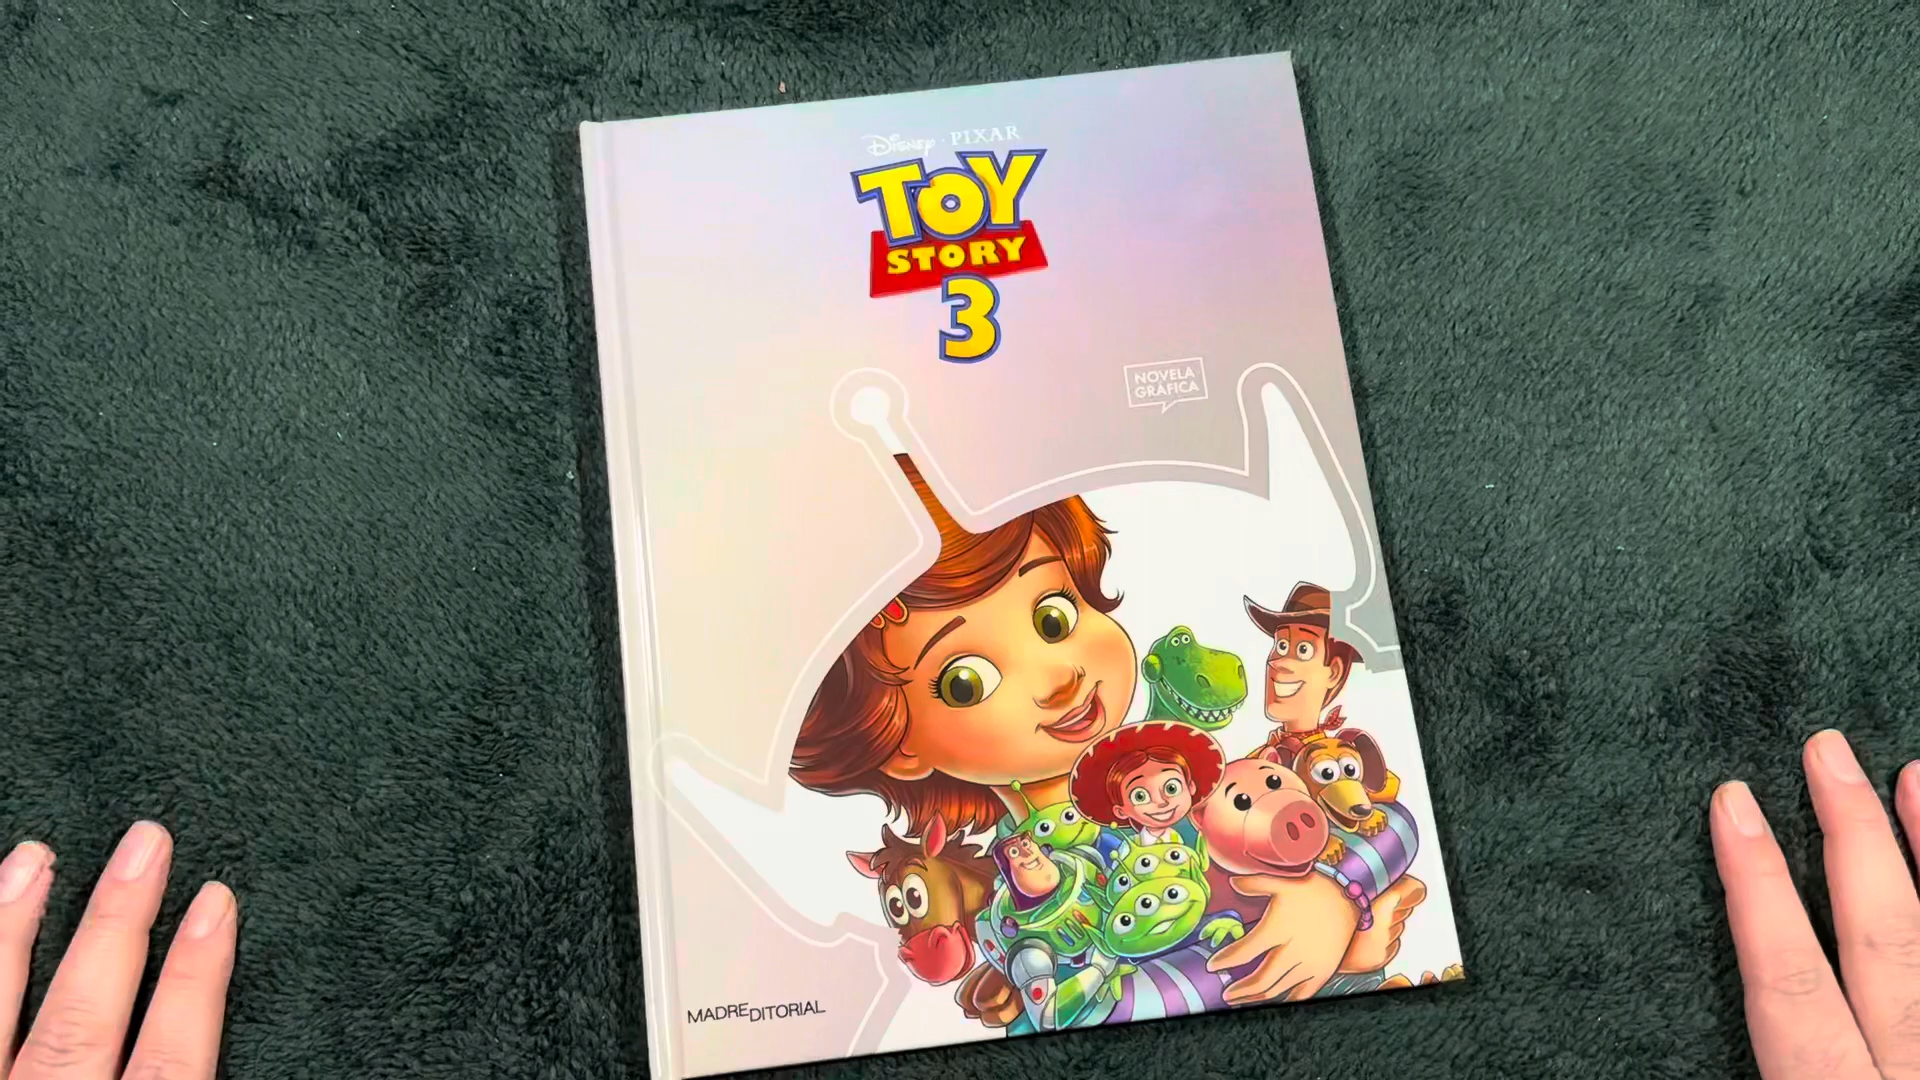 Disney · PIXAR
TOY
STORY
3
NOVELA
GRÁFICA
MADREDITORIAL